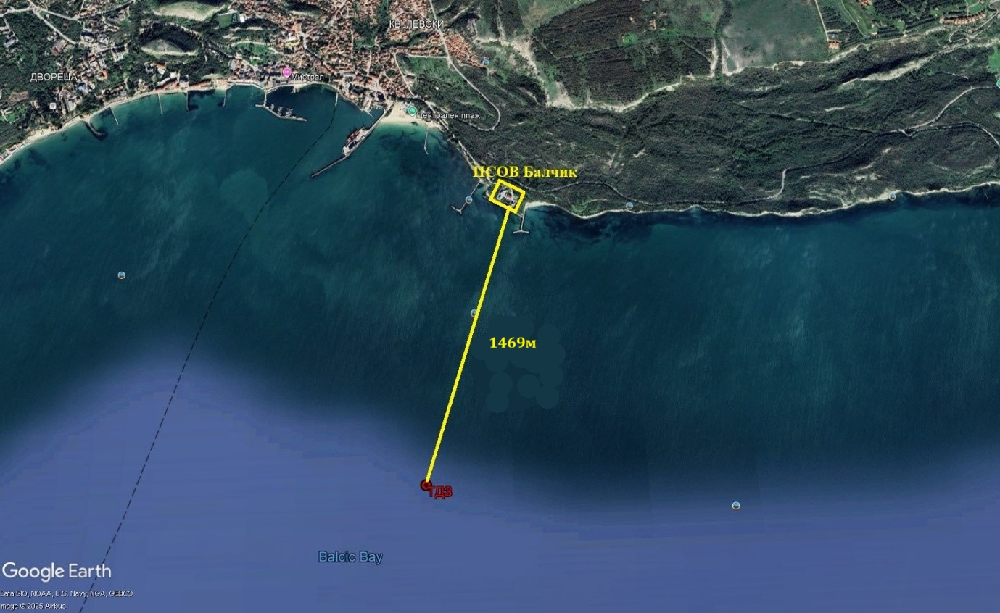 КВ. ЛЕВСКИ
ДВОРЕЦА
Мистрал
Централен плаж
ПСОВ Балчик
1469м
ТДЗ
Balcic Bay
Google Earth
Data SIO, NOAA, U.S. Navy, NGA, GEBCO
Image © 2025 Airbus